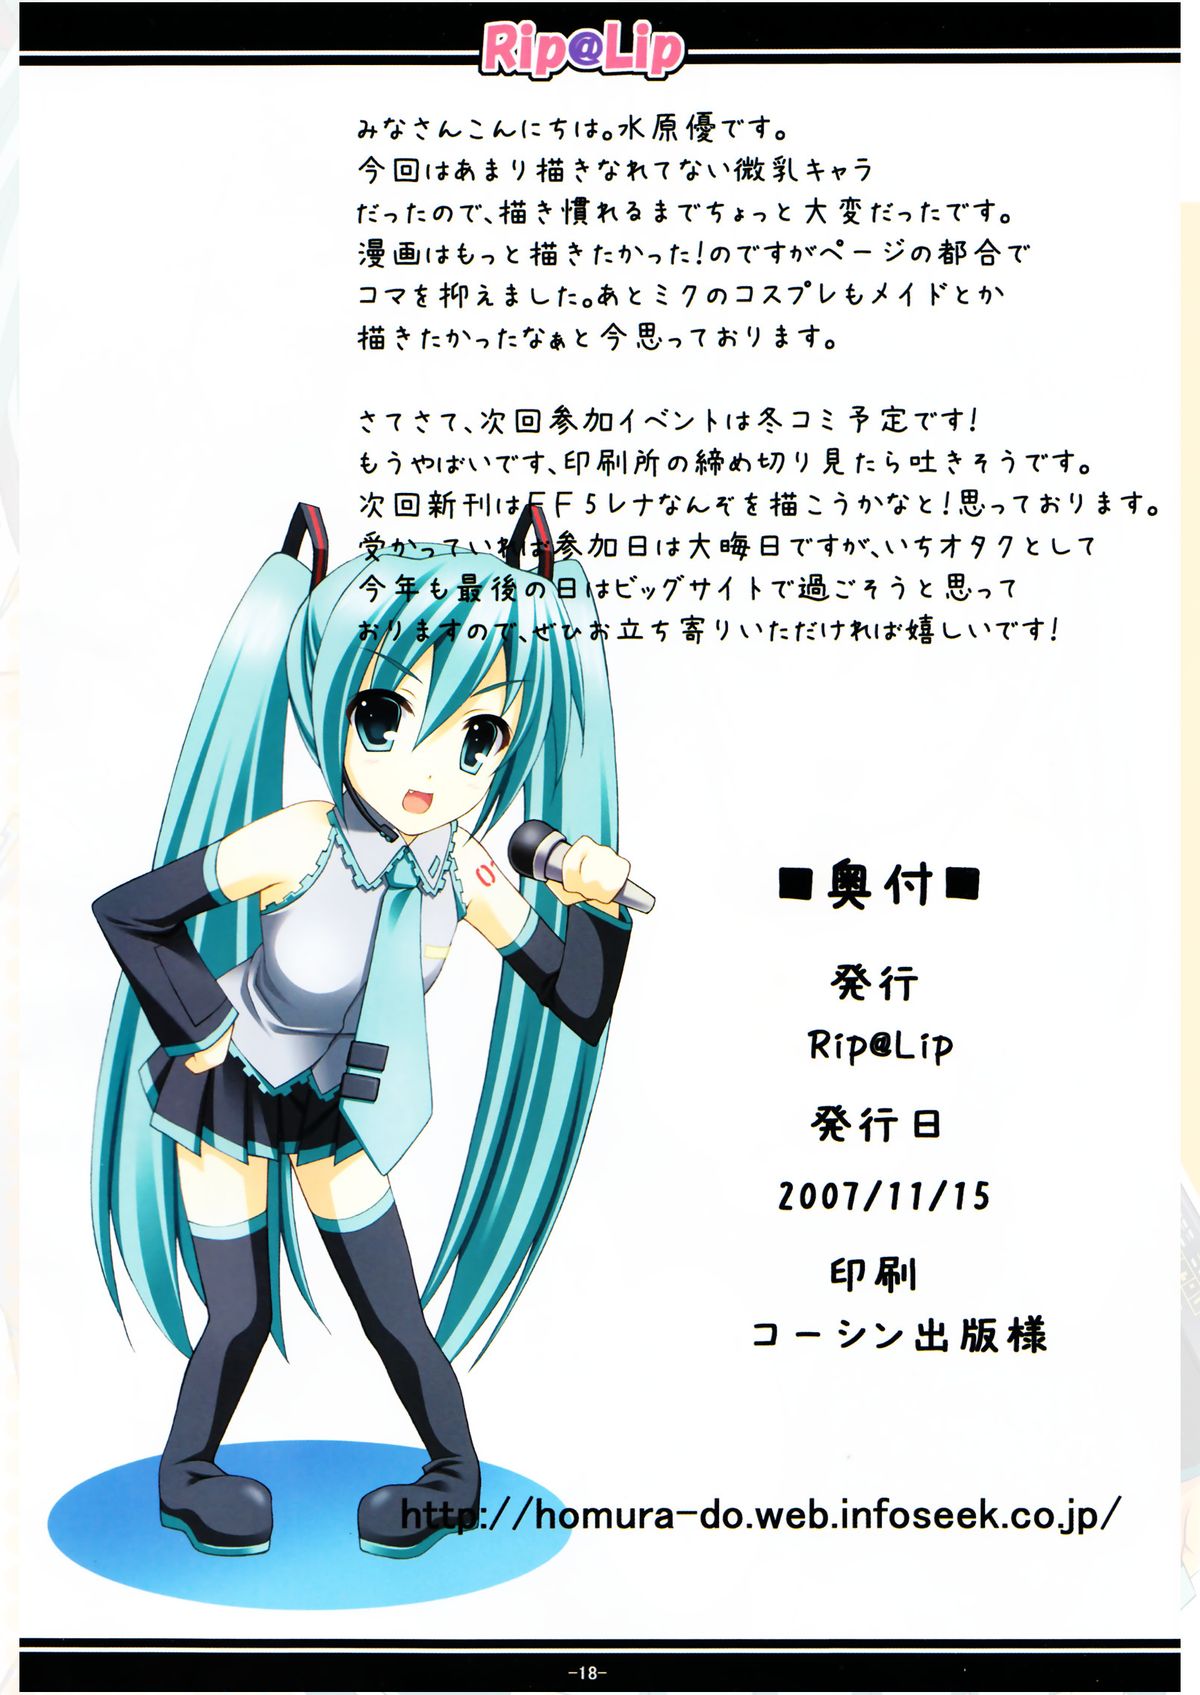 Rip@Lip
みなさんこんにちは。水原優です。
今回はあまり描きなれてない微乳キャラ
だったので、描き慣れるまでちょっと大変だったです。
漫画はもっと描きたかった!のですがページの都合で
コマを抑えました。あとミクのコスプレもメイドとか
描きたかったなぁと今思っております。
さてさて、次回参加イベントは冬コミ予定です!
もうやばいです、印刷所の締め切り見たら吐きそうです。
次回新刊はFF5レナなんぞを描こうかなと!思っております。
受かっていれば参加日は大晦日ですが、いちオタクとして
今年も最後の日はビッグサイトで過ごそうと思って
おりますので、ぜひお立ち寄りいただければ嬉しいです!
01
■奥付■
発行
Rip@Lip
発行日
2007/11/15
印刷
コーシン出版様
http://homura-do.web.infoseek.co.jp/
-18-